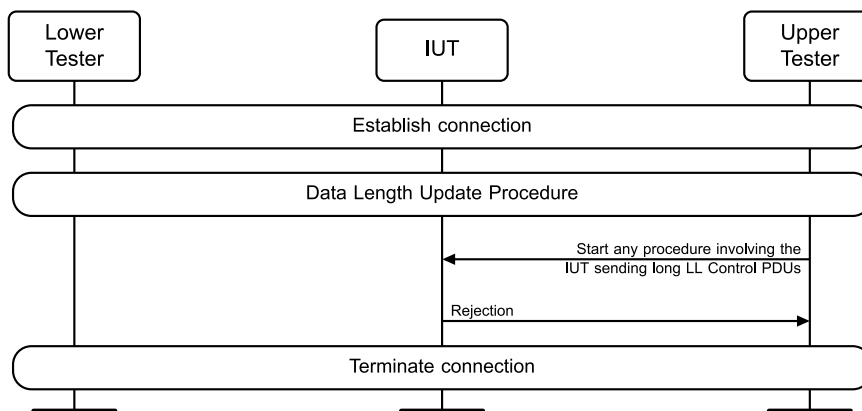 Lower
Tester
IUT
Upper
Tester
Establish connection
Data Length Update Procedure
Start any procedure involving the
IUT sending long LL Control PDUs
Rejection
Terminate connection